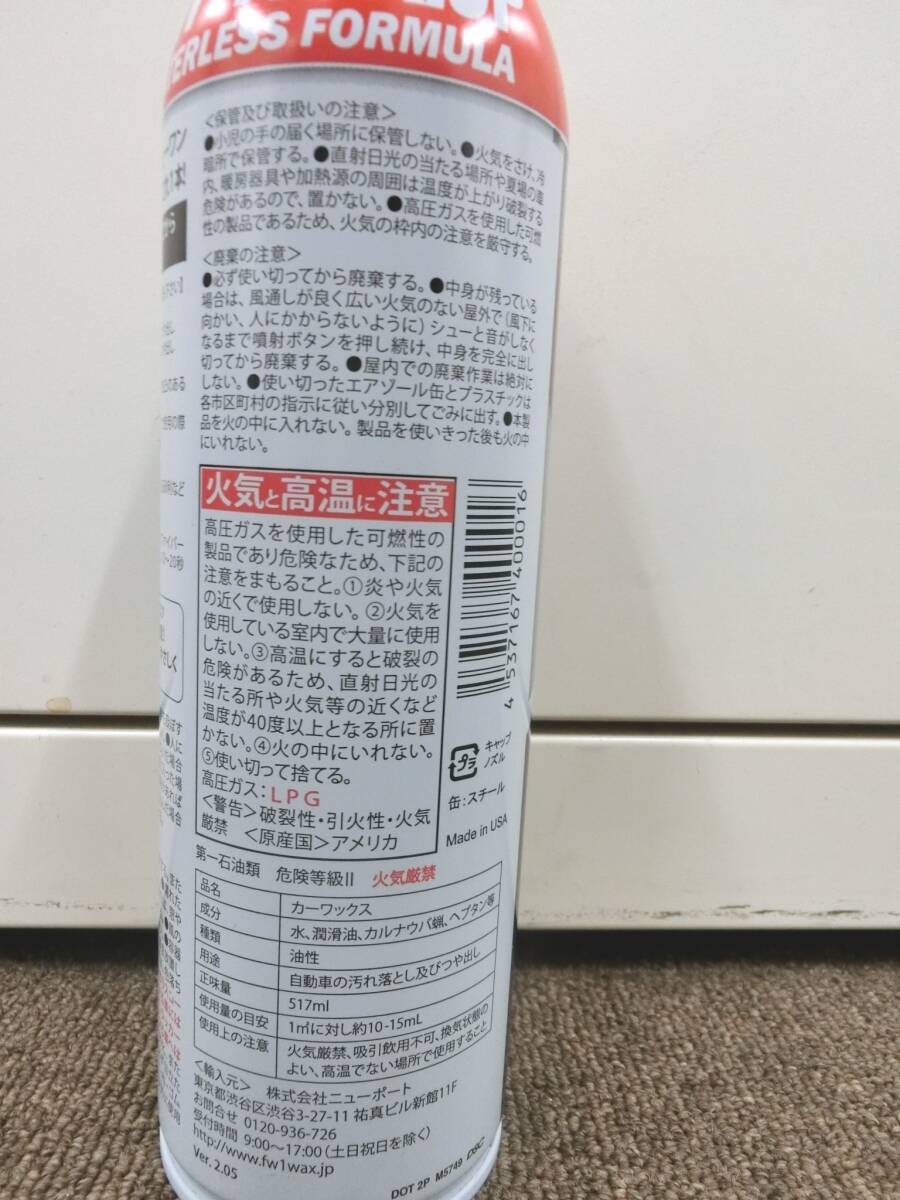 ERLESS FORMULA
<保管及び取扱いの注意>
●小児の手の届く場所に保管しない。●火気をさけ、冷
暗所で保管する。●直射日光の当たる場所や夏場の車
内、暖房器具や加熱源の周囲は温度が上がり破裂する
危険があるので、置かない。●高圧ガスを使用した可燃
性の製品であるため、火気の枠内の注意を厳守する。
<廃棄の注意>
●必ず使い切ってから廃棄する。●中身が残っている
場合は、風通しが良く広い火気のない屋外で(風下に
向かい、人にかからないように)シューと音がしなく
なるまで噴射ボタンを押し続け、中身を完全に出し
切ってから廃棄する。●屋内での廃棄作業は絶対に
しない。●使い切ったエアゾール缶とプラスチックは
各市区町村の指示に従い分別してごみに出す。●本製
品を火の中に入れない。製品を使いきった後も火の中
にいれない。
火気と高温に注意
高圧ガスを使用した可燃性の
製品であり危険なため、下記の
注意をまもること。①炎や火気
の近くで使用しない。②火気を
使用している室内で大量に使用
しない。③高温にすると破裂の
危険があるため、直射日光の
当たる所や火気等の近くなど
温度が40度以上となる所に置
かない。④火の中にいれない。
⑤使い切って捨てる。
高圧ガス:LPG
<警告>破裂性・引火性・火気
厳禁 <原産国>アメリカ
4 537167 400016
プラ
キャップ
ノズル
缶:スチール
Made in USA
第一石油類 危険等級II 火気厳禁
品名 カーワックス
成分 水、潤滑油、カルナウバ蝋、ヘプタン等
種類 油性
用途 自動車の汚れ落とし及びつや出し
正味量 517ml
使用量の目安 1㎡に対し約10-15mL
使用上の注意 火気厳禁、吸引飲用不可、換気状態の
よい、高温でない場所で使用すること
<輸入元> 株式会社ニューポート
東京都渋谷区渋谷3-27-11 祐真ビル新館11F
お問合せ 0120-936-726
受付時間 9:00〜17:00(土日祝日を除く)
http://www.fw1wax.jp
Ver. 2.05
DOT 2P M5749 DSC